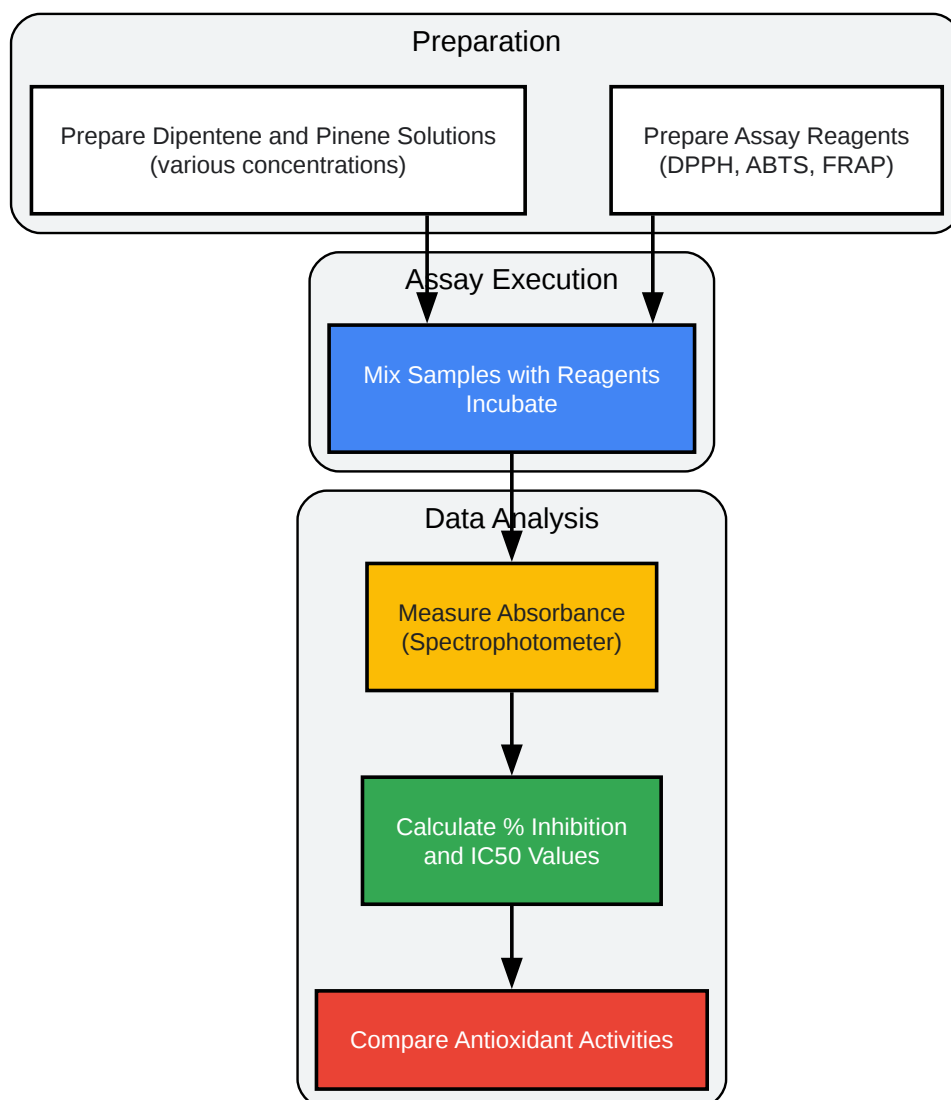 Preparation
Prepare Dipentene and Pinene Solutions
(various concentrations)
Prepare Assay Reagents
(DPPH, ABTS, FRAP)
Assay Execution
Mix Samples with Reagents
Incubate
Data Analysis
Measure Absorbance
(Spectrophotometer)
Calculate % Inhibition
and IC50 Values
Compare Antioxidant Activities